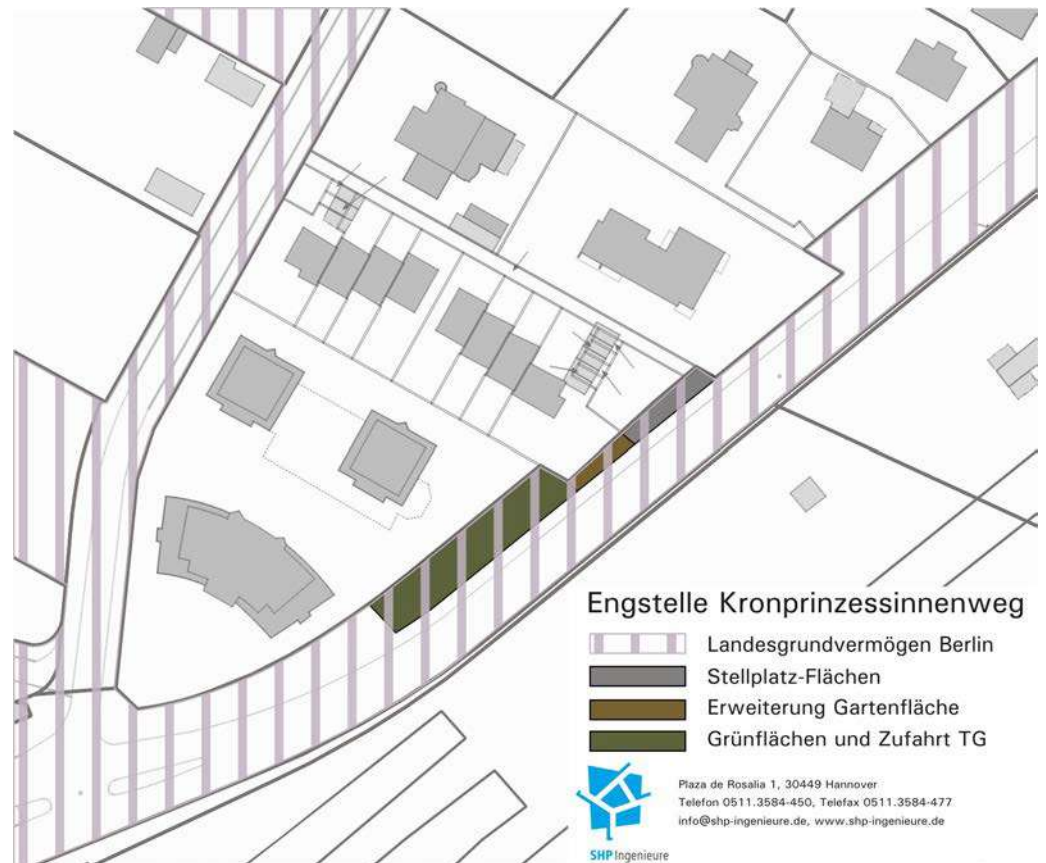 Engstelle Kronprinzessinnenweg
Landesgrundvermögen Berlin
Stellplatz-Flächen
Erweiterung Gartenfläche
Grünflächen und Zufahrt TG
Plaza de Rosalia 1, 30449 Hannover
Telefon 0511.3584-450, Telefax 0511.3584-477
info@shp-ingenieure.de, www.shp-ingenieure.de
SHP Ingenieure